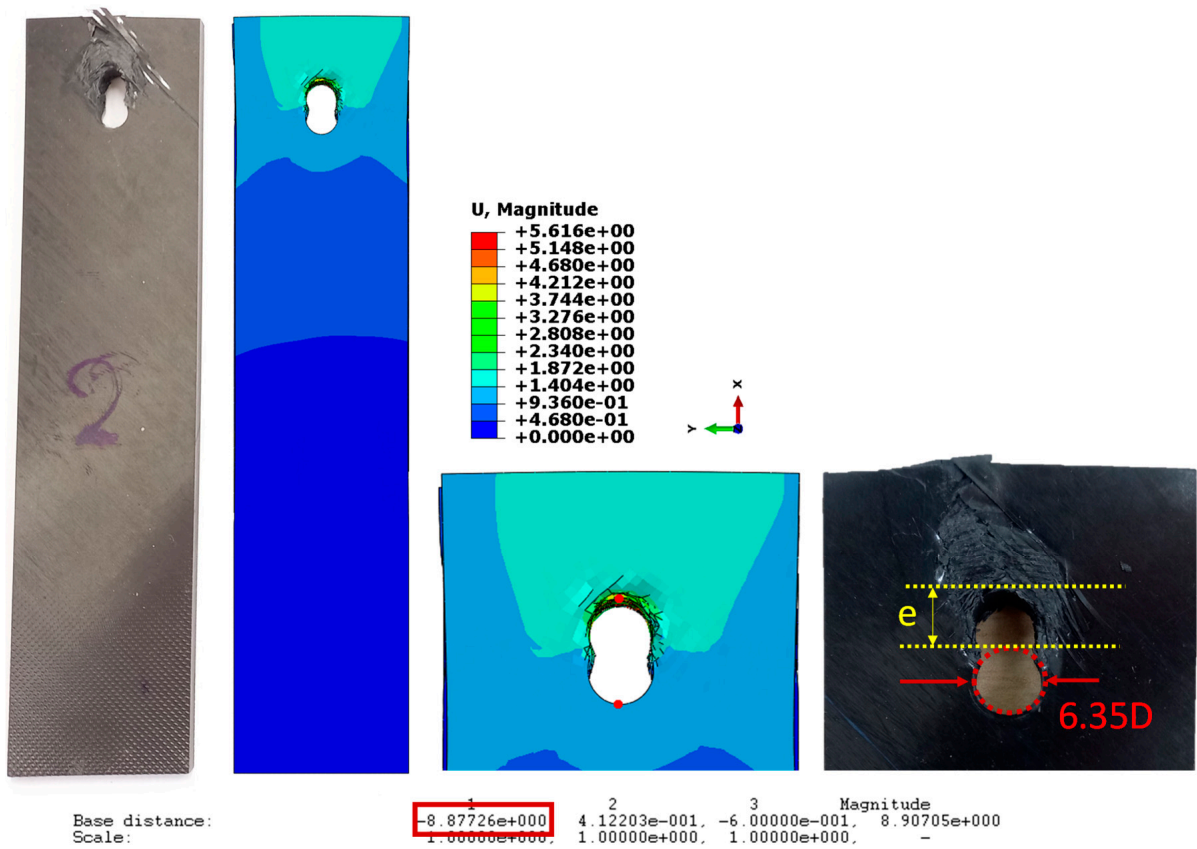 2
U, Magnitude
+5.616e+00
+5.148e+00
+4.680e+00
+4.212e+00
+3.744e+00
+3.276e+00
+2.808e+00
+2.340e+00
+1.872e+00
+1.404e+00
+9.360e-01
+4.680e-01
+0.000e+00
X
Y
e
6.35D
1 2 3 Magnitude
Base distance: -8.87726e+000 4.12203e-001, -6.00000e-001, 8.90705e+000
Scale: 1.00000e+000, 1.00000e+000, 1.00000e+000, -